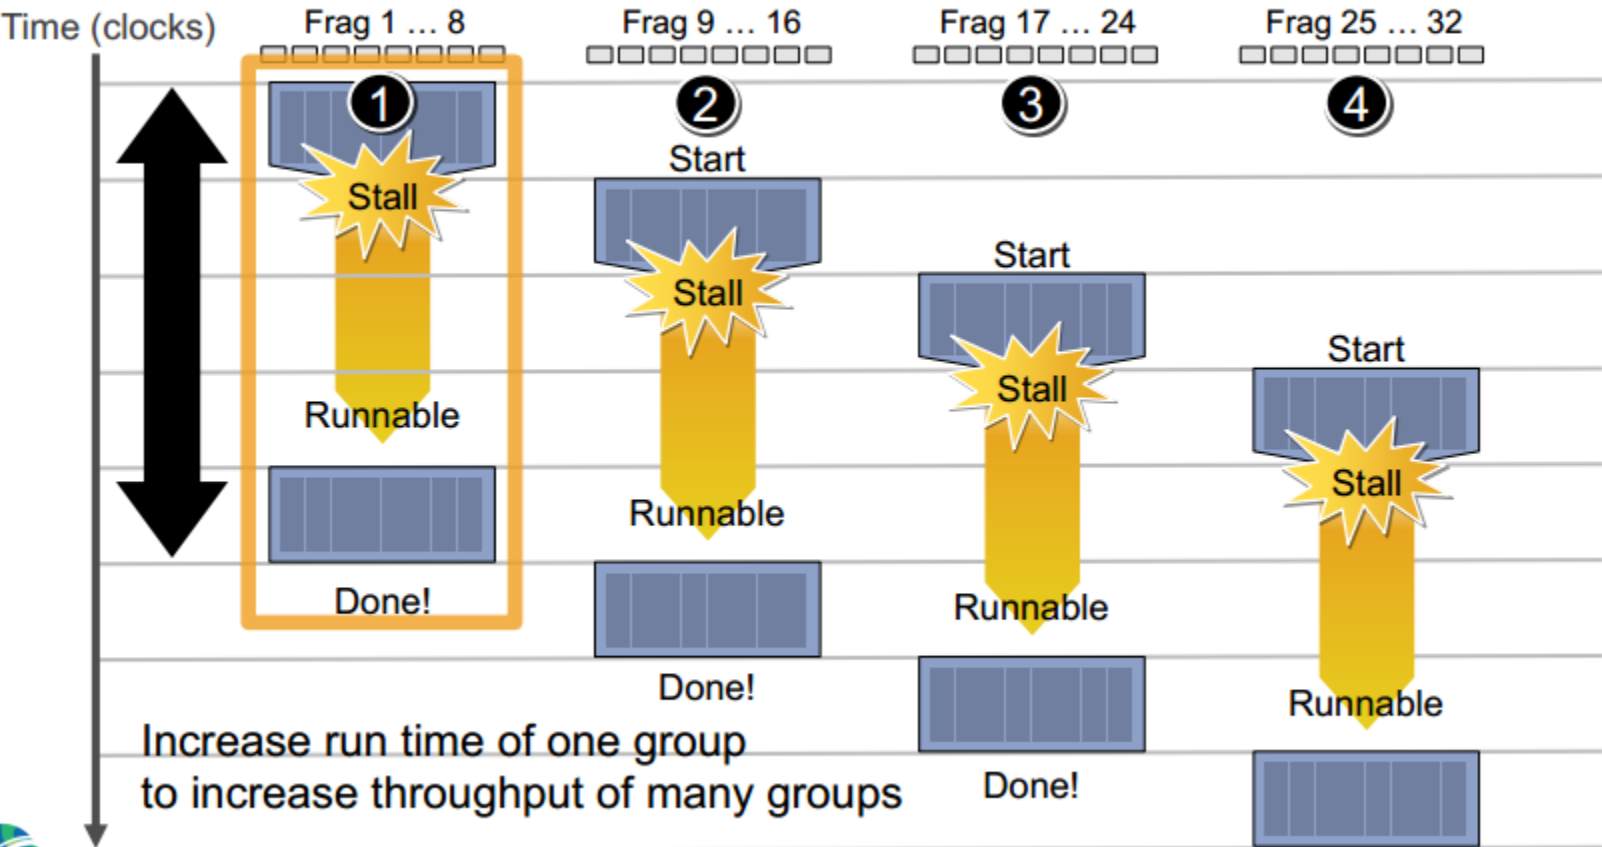 Time (clocks)
Frag 1 … 8
Frag 9 … 16
Frag 17 … 24
Frag 25 … 32
1
2
3
4
Start
Stall
Start
Stall
Start
Stall
Runnable
Stall
Runnable
Done!
Runnable
Done!
Runnable
Increase run time of one group
to increase throughput of many groups
Done!